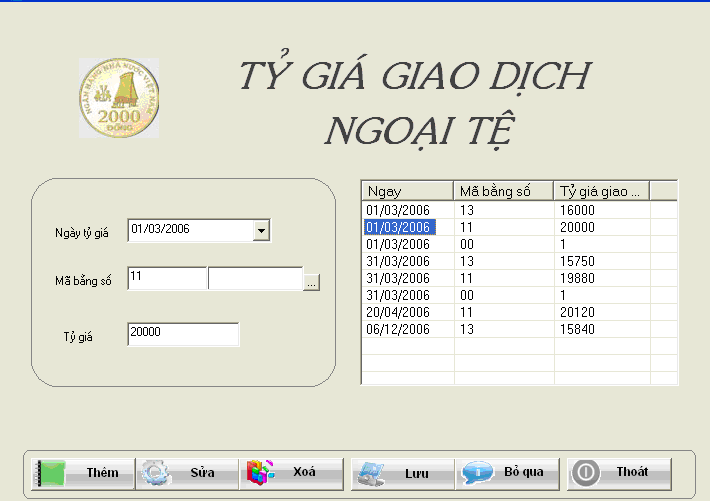 TỶ GIÁ GIAO DỊCH
NGOẠI TỆ
NGÂN HÀNG NHÀ NƯỚC VIỆT NAM
2000
ĐỒNG
Ngày tỷ giá 01/03/2006
Mã bằng số 11 ...
Tỷ giá 20000
Ngay Mã bằng số Tỷ giá giao ...
01/03/2006 13 16000
01/03/2006 11 20000
01/03/2006 00 1
31/03/2006 13 15750
31/03/2006 11 19880
31/03/2006 00 1
20/04/2006 11 20120
06/12/2006 13 15840
Thêm Sửa Xoá Lưu Bỏ qua Thoát